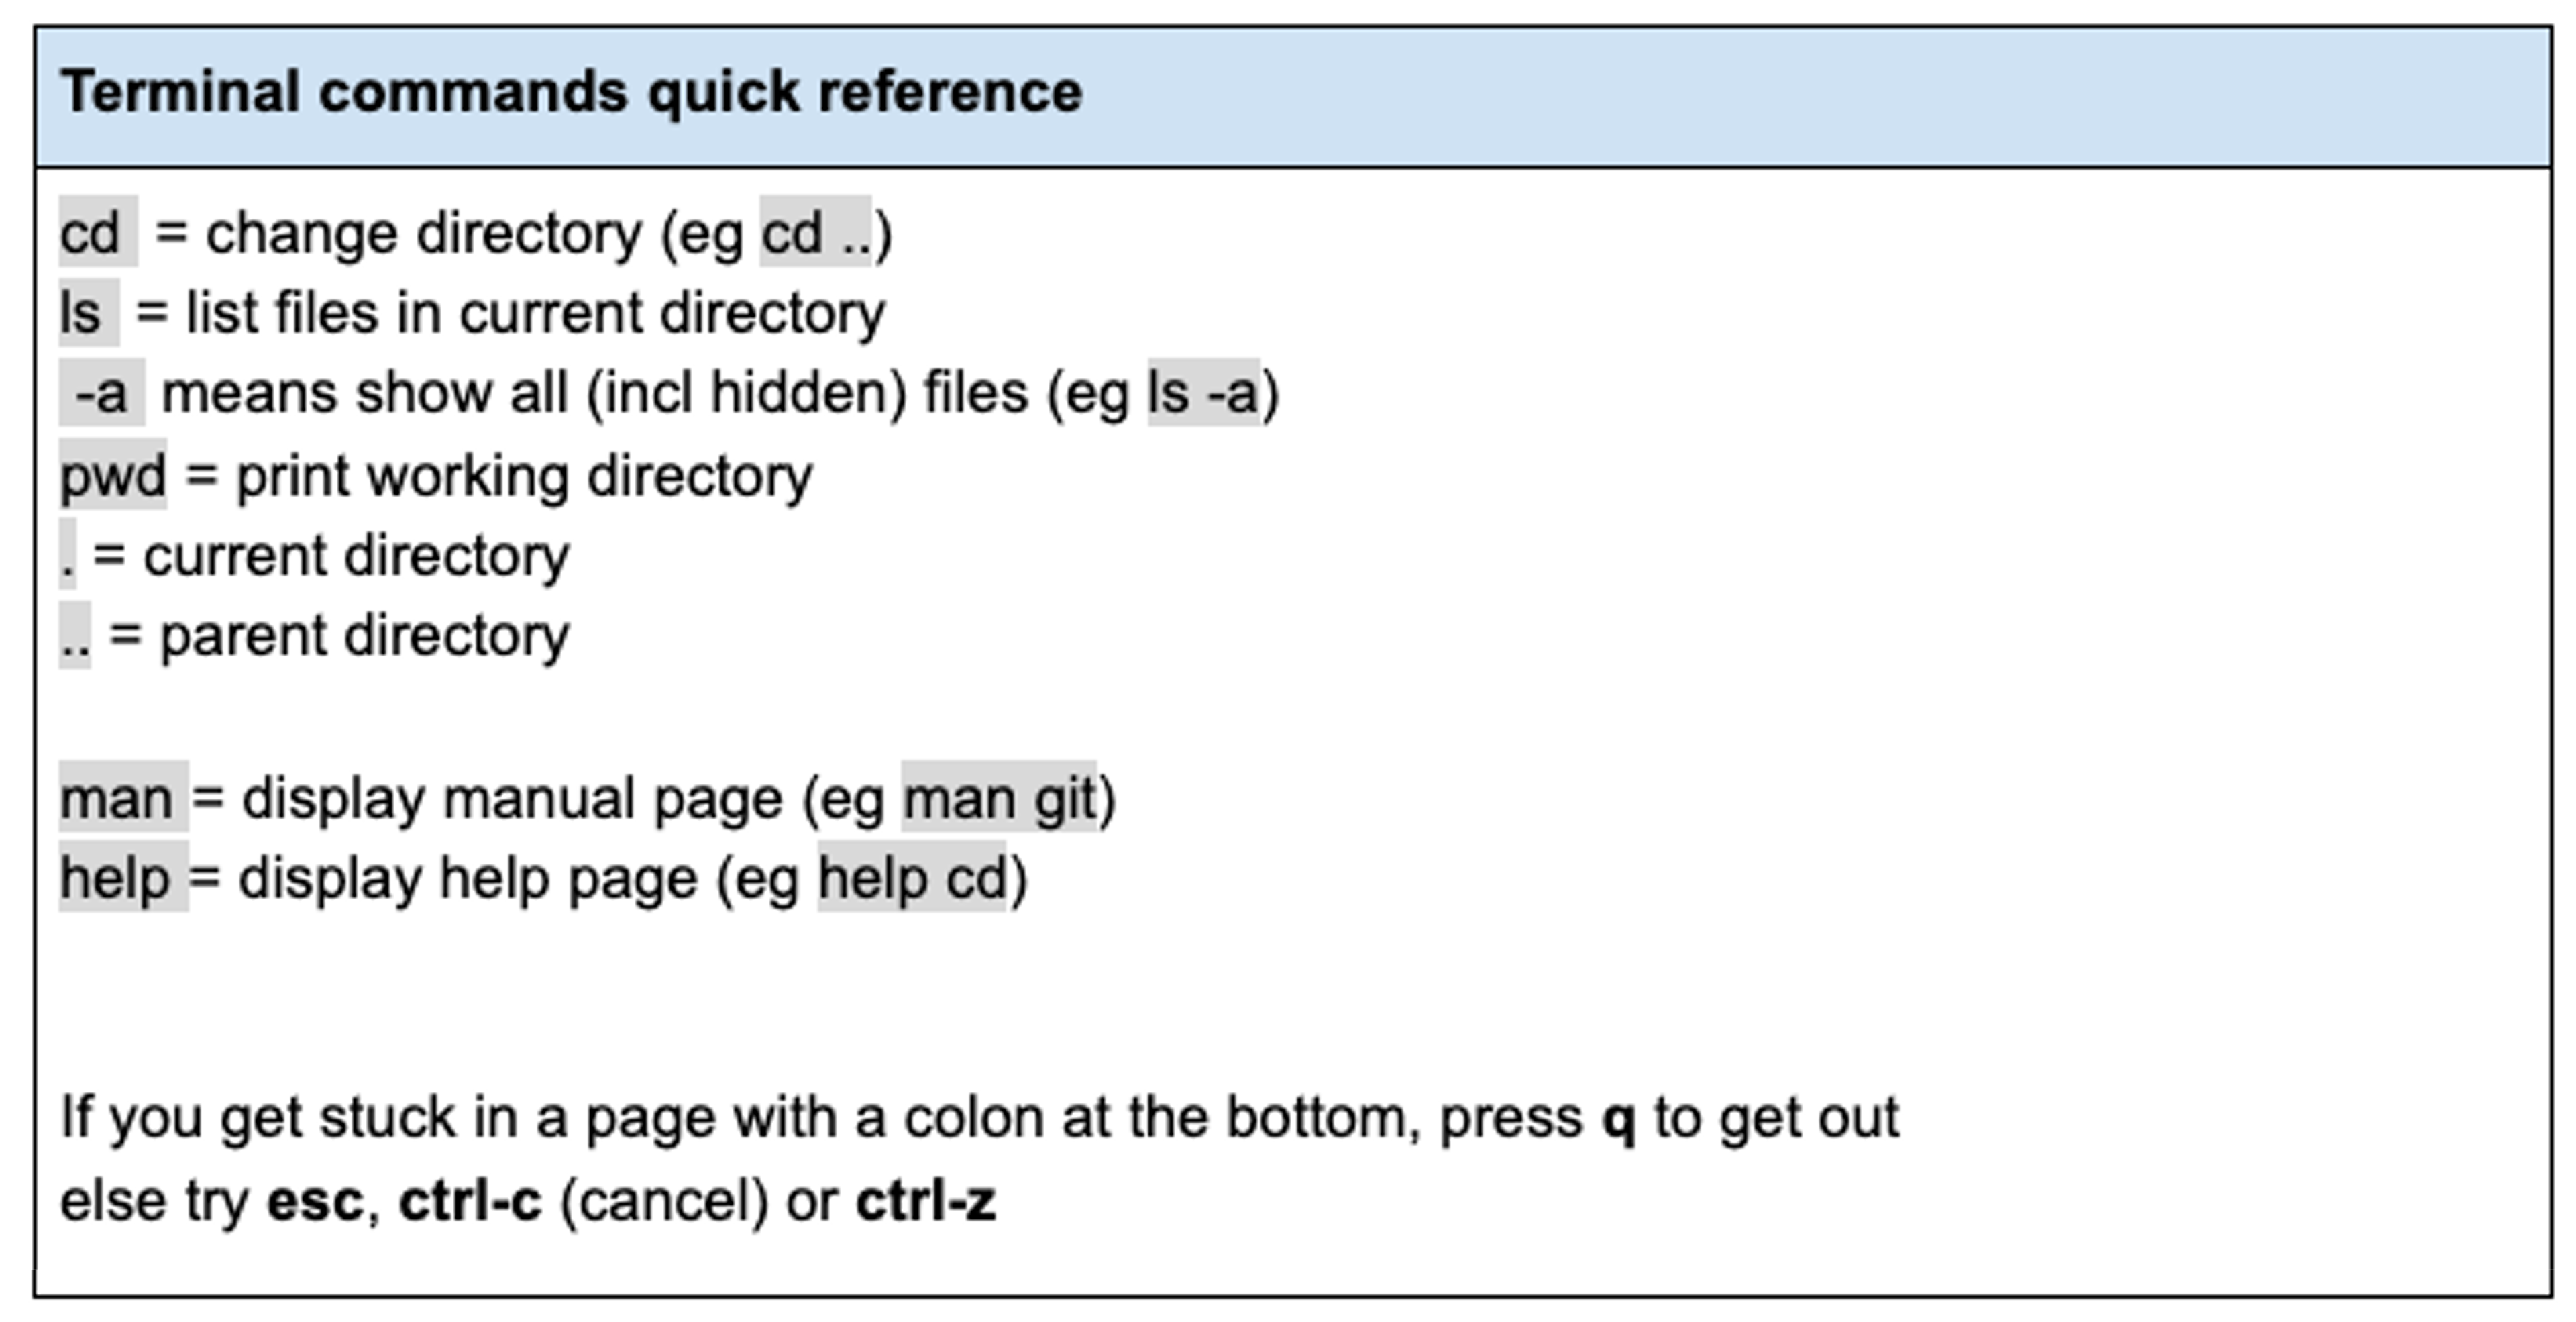 Terminal commands quick reference
cd = change directory (eg cd ..)
ls = list files in current directory
-a means show all (incl hidden) files (eg ls -a)
pwd = print working directory
. = current directory
.. = parent directory
man = display manual page (eg man git)
help = display help page (eg help cd)
If you get stuck in a page with a colon at the bottom, press q to get out
else try esc, ctrl-c (cancel) or ctrl-z